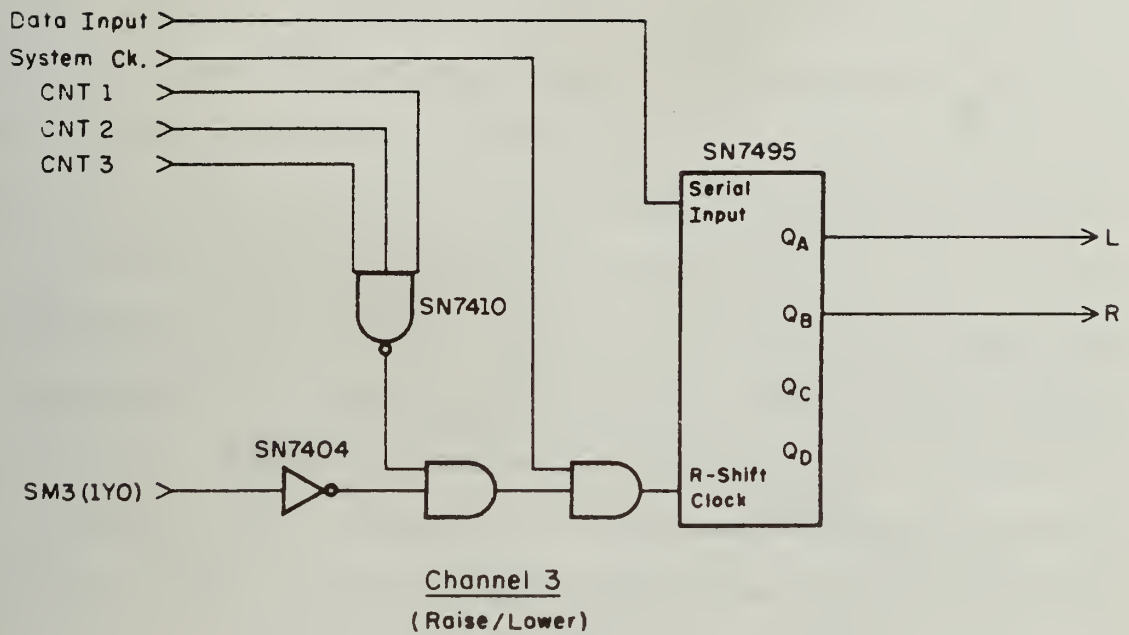 Data Input
System Ck.
CNT 1
CNT 2
CNT 3
SN7495
Serial
Input
QA
L
SN7410
QB
R
QC
SN7404
QD
SM3 (1Y0)
R-Shift
Clock
Channel 3
(Raise/Lower)